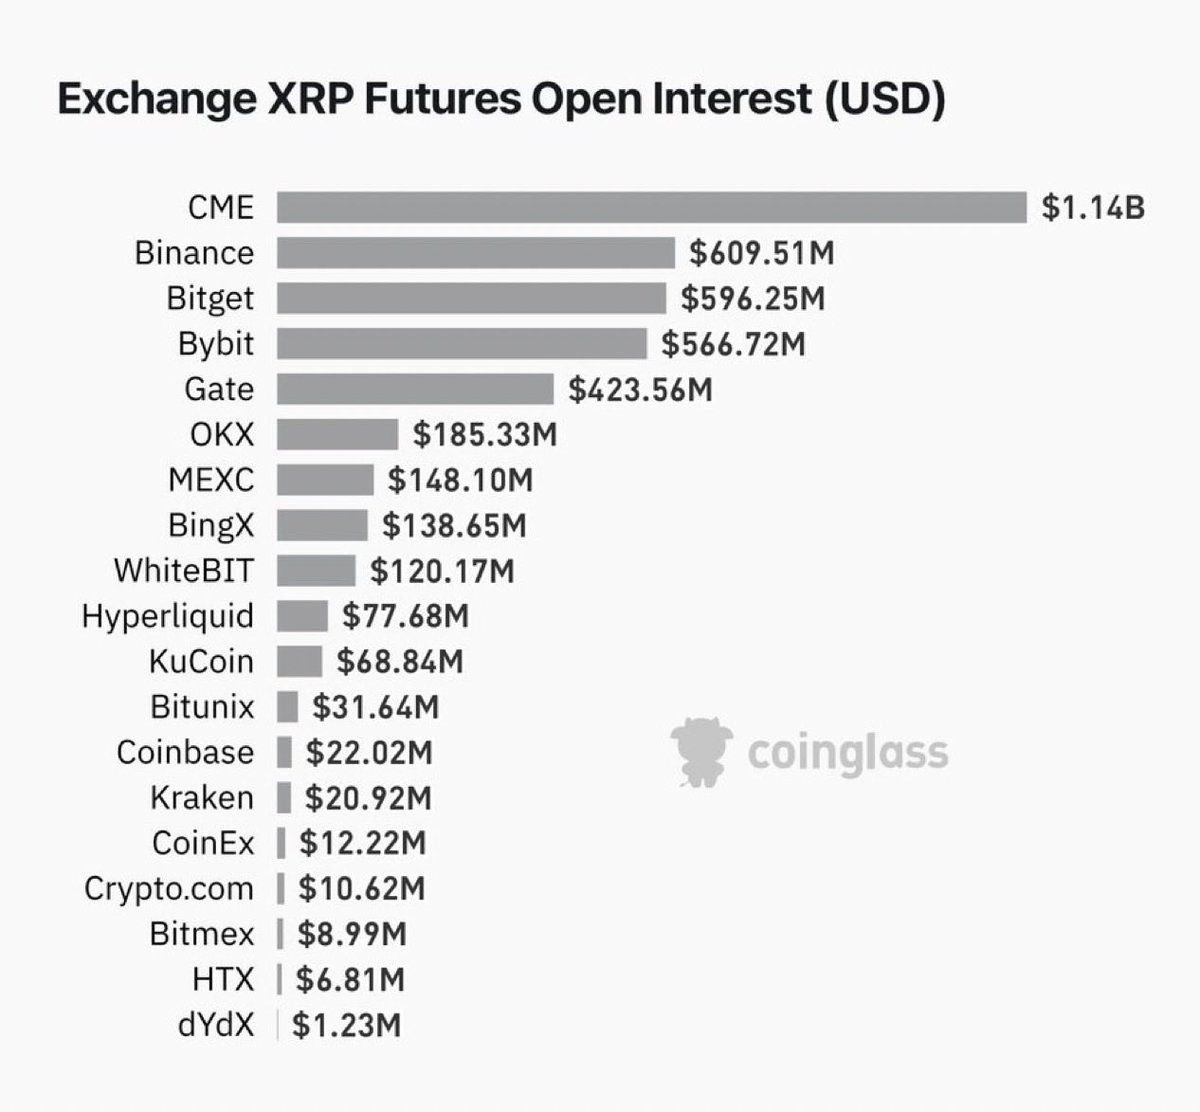 Exchange XRP Futures Open Interest (USD)
CME $1.14B
Binance $609.51M
Bitget $596.25M
Bybit $566.72M
Gate $423.56M
OKX $185.33M
MEXC $148.10M
BingX $138.65M
WhiteBIT $120.17M
Hyperliquid $77.68M
KuCoin $68.84M
Bitunix $31.64M
Coinbase $22.02M
coinglass
Kraken $20.92M
CoinEx $12.22M
Crypto.com $10.62M
Bitmex $8.99M
HTX $6.81M
dYdX $1.23M